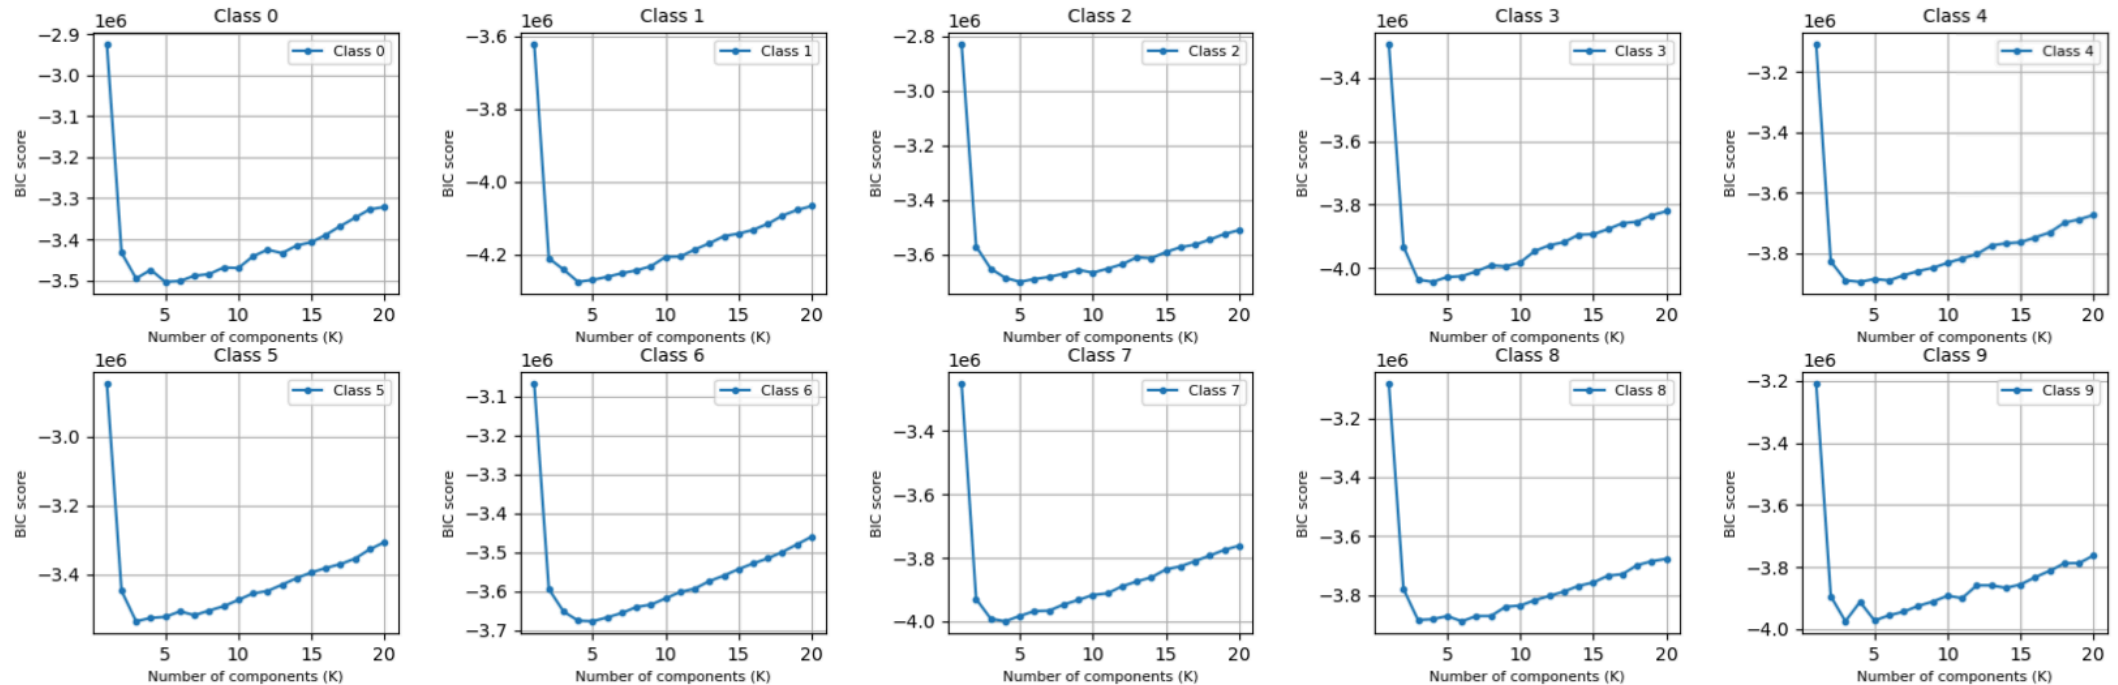 Class 0
1e6
−2.9
−3.0
−3.1
−3.2
−3.3
−3.4
−3.5
BIC score
Class 0
5 10 15 20
Number of components (K)
Class 1
1e6
−3.6
−3.8
−4.0
−4.2
BIC score
Class 1
5 10 15 20
Number of components (K)
Class 2
1e6
−2.8
−3.0
−3.2
−3.4
−3.6
BIC score
Class 2
5 10 15 20
Number of components (K)
Class 3
1e6
−3.4
−3.6
−3.8
−4.0
BIC score
Class 3
5 10 15 20
Number of components (K)
Class 4
1e6
−3.2
−3.4
−3.6
−3.8
BIC score
Class 4
5 10 15 20
Number of components (K)
Class 5
1e6
−3.0
−3.2
−3.4
BIC score
Class 5
5 10 15 20
Number of components (K)
Class 6
1e6
−3.1
−3.2
−3.3
−3.4
−3.5
−3.6
−3.7
BIC score
Class 6
5 10 15 20
Number of components (K)
Class 7
1e6
−3.4
−3.6
−3.8
−4.0
BIC score
Class 7
5 10 15 20
Number of components (K)
Class 8
1e6
−3.2
−3.4
−3.6
−3.8
BIC score
Class 8
5 10 15 20
Number of components (K)
Class 9
1e6
−3.2
−3.4
−3.6
−3.8
−4.0
BIC score
Class 9
5 10 15 20
Number of components (K)